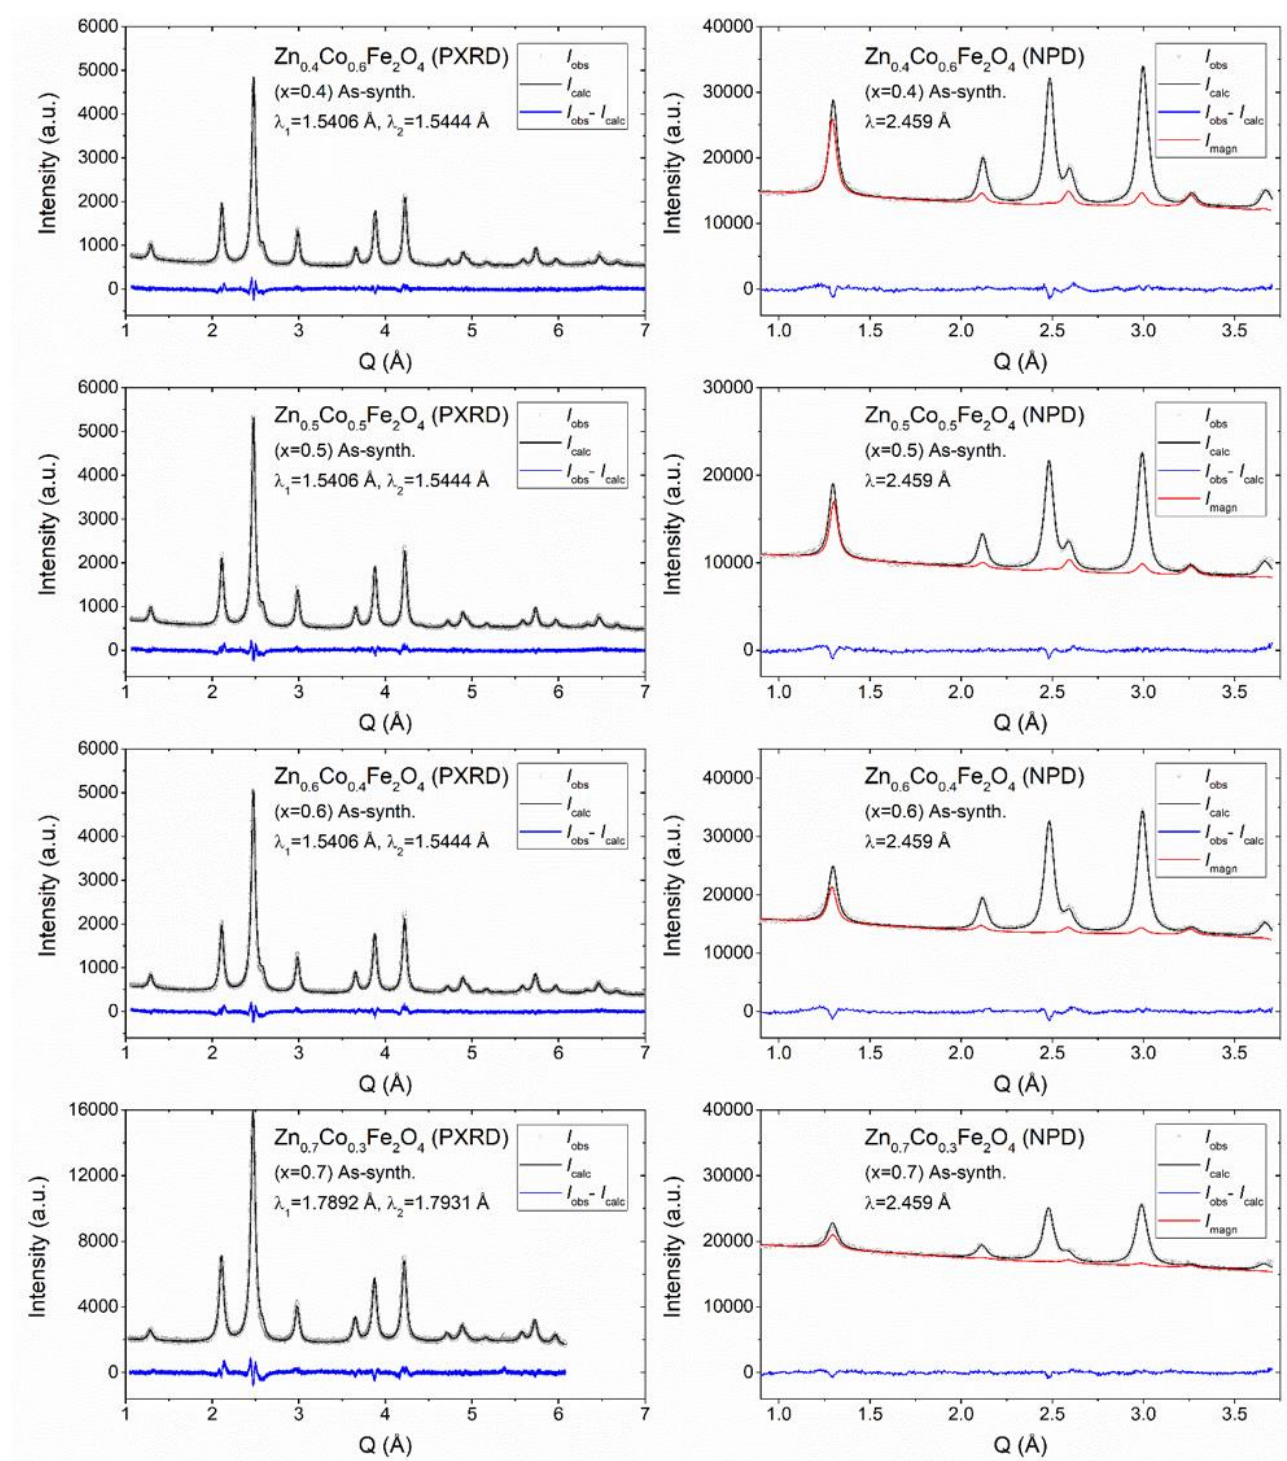 6000
5000
4000
3000
2000
1000
0
Intensity (a.u.)
Zn0.4Co0.6Fe2O4 (PXRD)
(x=0.4) As-synth.
λ1=1.5406 Å, λ2=1.5444 Å
Iobs
Icalc
Iobs- Icalc
1 2 3 4 5 6 7
Q (Å)
40000
30000
20000
10000
0
Intensity (a.u.)
Zn0.4Co0.6Fe2O4 (NPD)
(x=0.4) As-synth.
λ=2.459 Å
Iobs
Icalc
Iobs- Icalc
Imagn
1.0 1.5 2.0 2.5 3.0 3.5
Q (Å)
6000
5000
4000
3000
2000
1000
0
Intensity (a.u.)
Zn0.5Co0.5Fe2O4 (PXRD)
(x=0.5) As-synth.
λ1=1.5406 Å, λ2=1.5444 Å
Iobs
Icalc
Iobs- Icalc
1 2 3 4 5 6 7
Q (Å)
30000
20000
10000
0
Intensity (a.u.)
Zn0.5Co0.5Fe2O4 (NPD)
(x=0.5) As-synth.
λ=2.459 Å
Iobs
Icalc
Iobs- Icalc
Imagn
1.0 1.5 2.0 2.5 3.0 3.5
Q (Å)
6000
5000
4000
3000
2000
1000
0
Intensity (a.u.)
Zn0.6Co0.4Fe2O4 (PXRD)
(x=0.6) As-synth.
λ1=1.5406 Å, λ2=1.5444 Å
Iobs
Icalc
Iobs- Icalc
1 2 3 4 5 6 7
Q (Å)
40000
30000
20000
10000
0
Intensity (a.u.)
Zn0.6Co0.4Fe2O4 (NPD)
(x=0.6) As-synth.
λ=2.459 Å
Iobs
Icalc
Iobs- Icalc
Imagn
1.0 1.5 2.0 2.5 3.0 3.5
Q (Å)
16000
12000
8000
4000
0
Intensity (a.u.)
Zn0.7Co0.3Fe2O4 (PXRD)
(x=0.7) As-synth.
λ1=1.7892 Å, λ2=1.7931 Å
Iobs
Icalc
Iobs- Icalc
1 2 3 4 5 6 7
Q (Å)
40000
30000
20000
10000
0
Intensity (a.u.)
Zn0.7Co0.3Fe2O4 (NPD)
(x=0.7) As-synth.
λ=2.459 Å
Iobs
Icalc
Iobs- Icalc
Imagn
1.0 1.5 2.0 2.5 3.0 3.5
Q (Å)